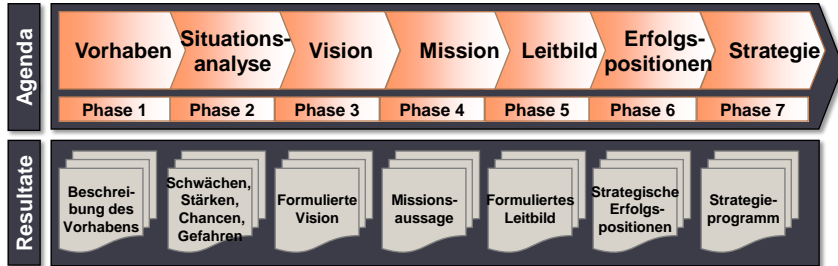 Agenda
Vorhaben
Situations-
analyse
Vision
Mission
Leitbild
Erfolgs-
positionen
Strategie
Phase 1
Phase 2
Phase 3
Phase 4
Phase 5
Phase 6
Phase 7
Resultate
Beschrei-
bung des
Vorhabens
Schwächen,
Stärken,
Chancen,
Gefahren
Formulierte
Vision
Missions-
aussage
Formuliertes
Leitbild
Strategische
Erfolgs-
positionen
Strategie-
programm